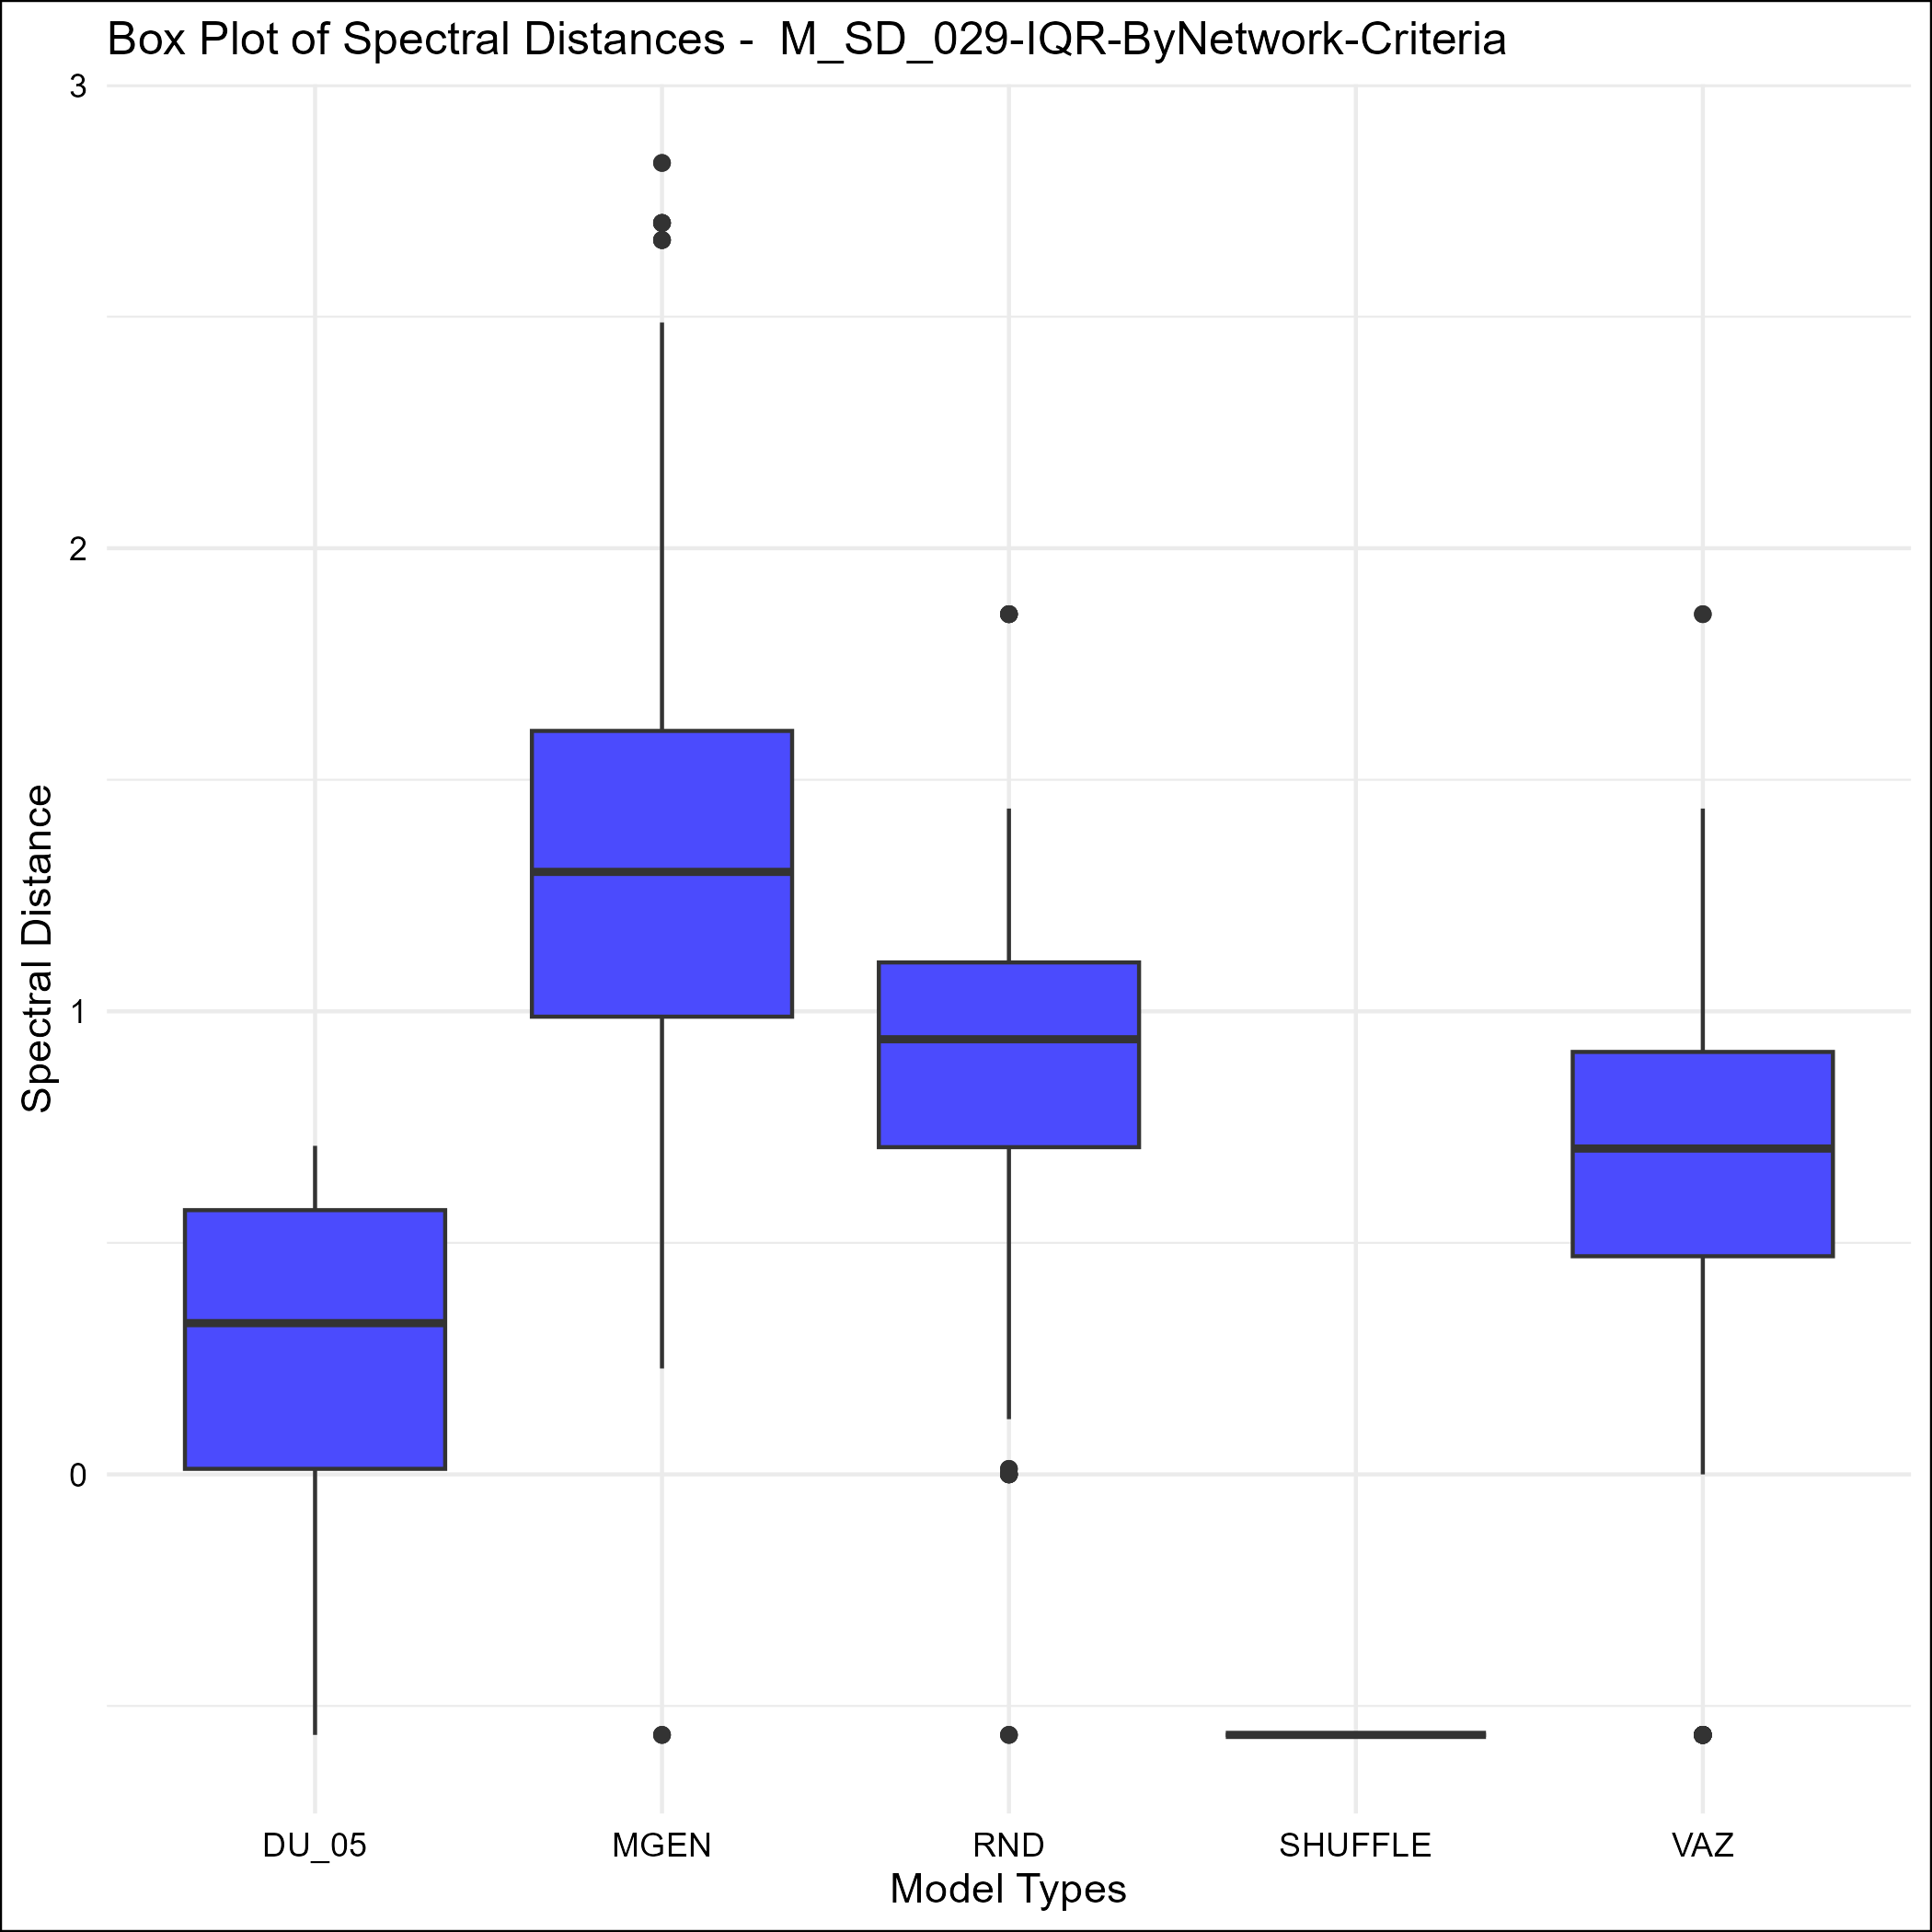 Box Plot of Spectral Distances -  M_SD_029-IQR-ByNetwork-Criteria
3
2
1
0
Spectral Distance
DU_05 MGEN RND SHUFFLE VAZ
Model Types